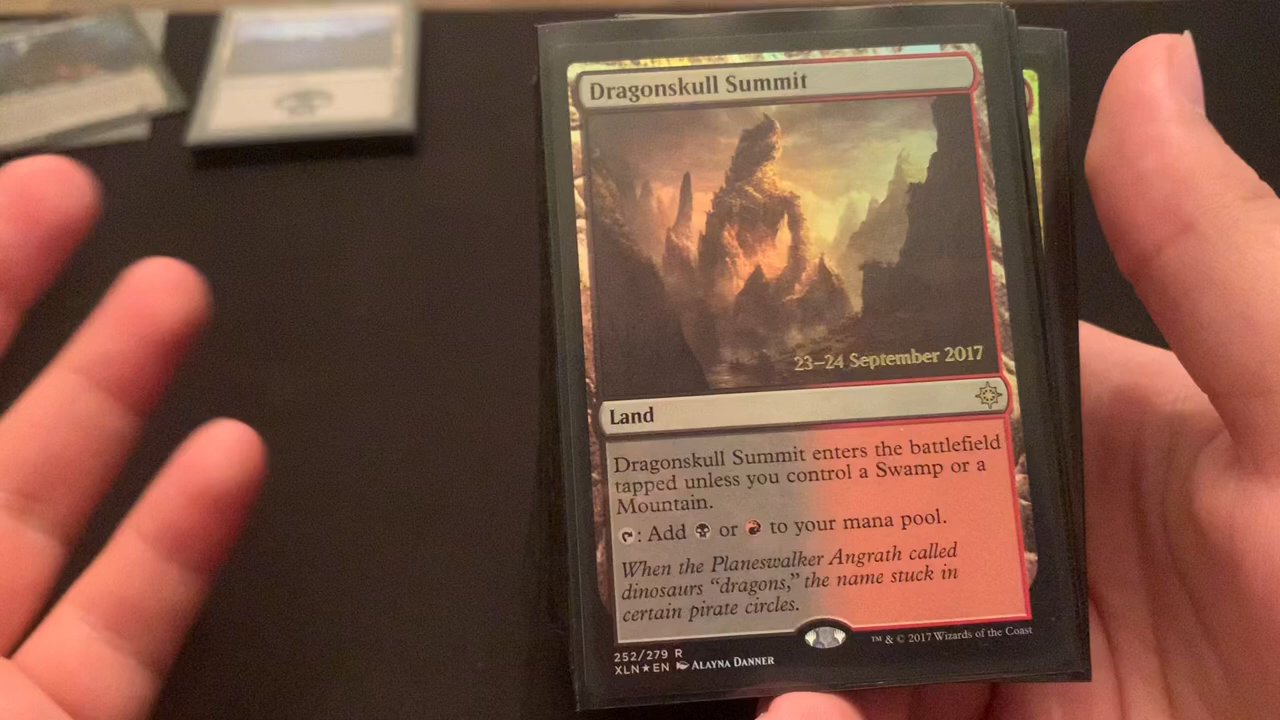 Dragonskull Summit
23–24 September 2017
Land
Dragonskull Summit enters the battlefield
tapped unless you control a Swamp or a
Mountain.
: Add or to your mana pool.
When the Planeswalker Angrath called
dinosaurs “dragons,” the name stuck in
certain pirate circles.
252/279 R
XLN★EN ALAYNA DANNER
™ & © 2017 Wizards of the Coast